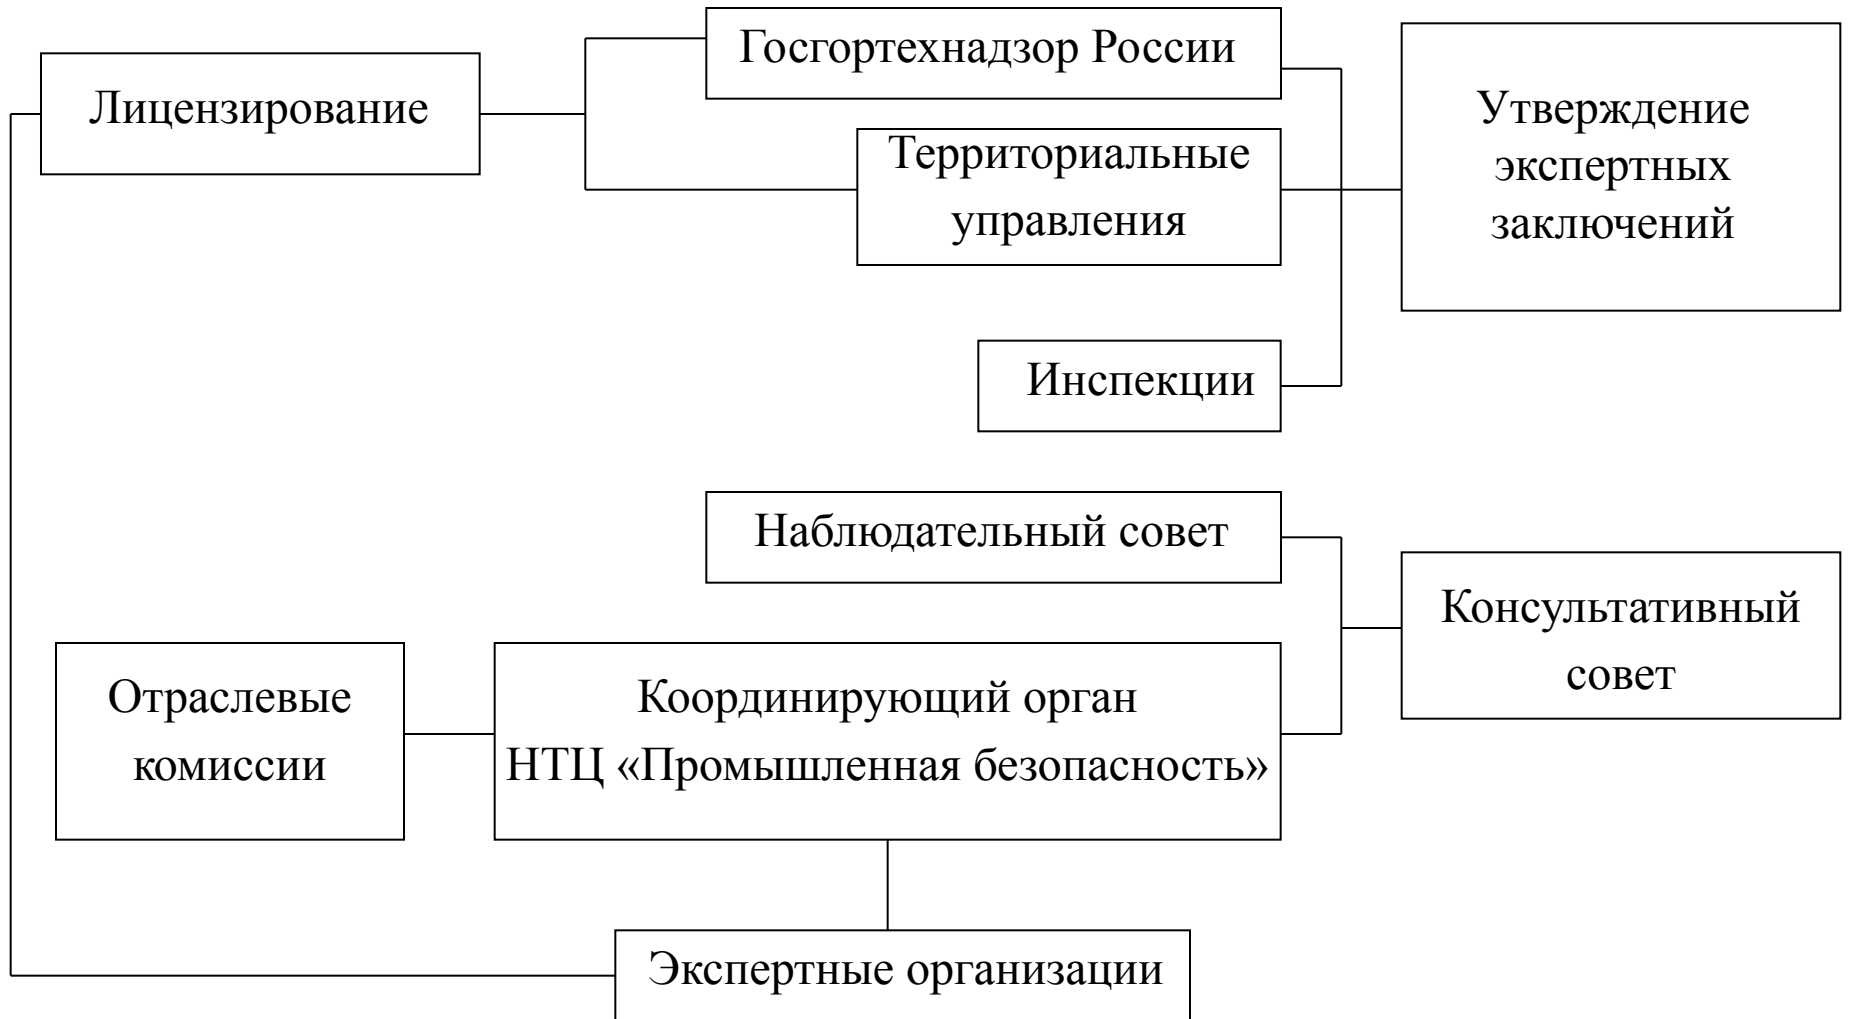 Госгортехнадзор России
Лицензирование
Территориальные
управления
Утверждение
экспертных
заключений
Инспекции
Наблюдательный совет
Консультативный
совет
Отраслевые
комиссии
Координирующий орган
НТЦ «Промышленная безопасность»
Экспертные организации